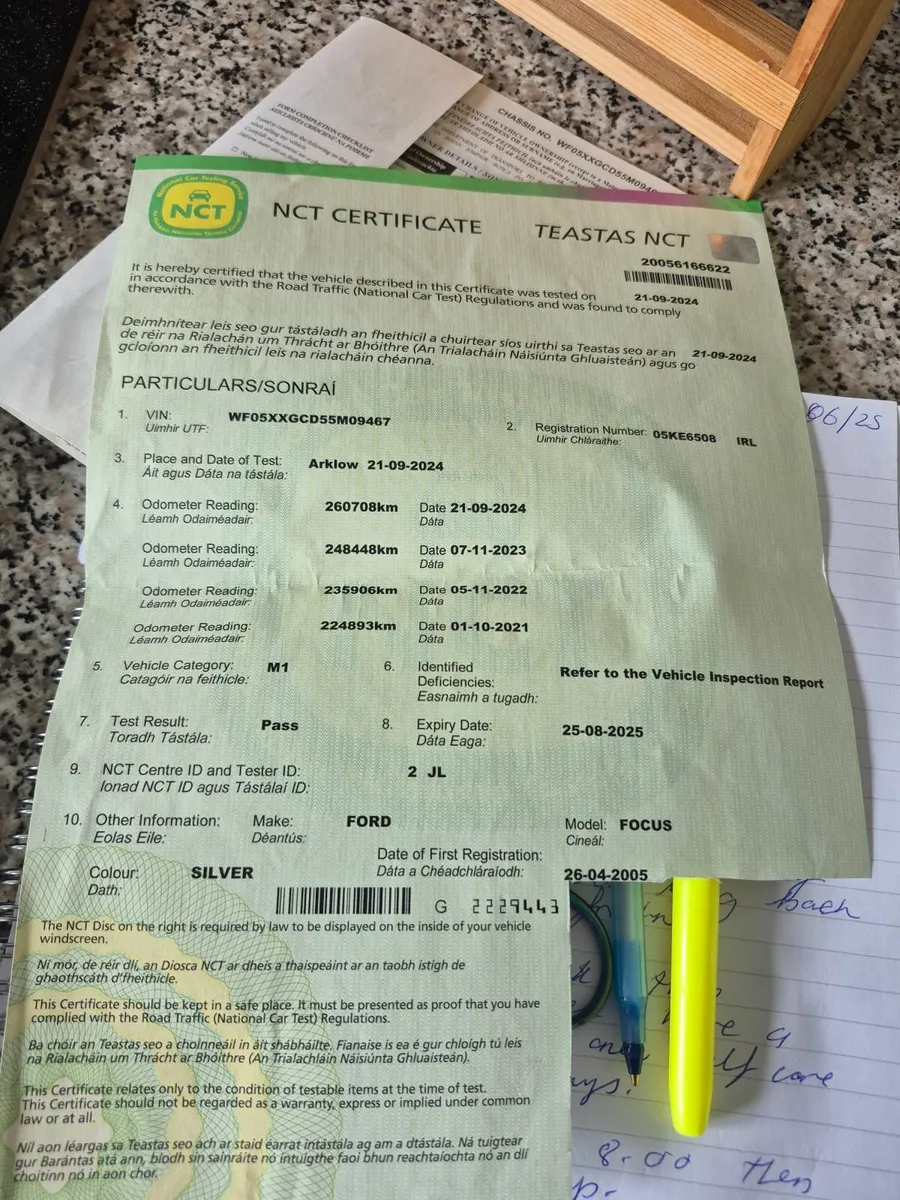 FORM COMPLETION CHECKLIST
CHASSIS NO. WF05XXGCD55M0946
National Car Testing Service
NCT
NCT CERTIFICATE TEASTAS NCT
20056166622
It is hereby certified that the vehicle described in this Certificate was tested on 21-09-2024
in accordance with the Road Traffic (National Car Test) Regulations and was found to comply
therewith.
Deimhnítear leis seo gur tástáladh an fheithicil a chuirtear síos uirthi sa Teastas seo ar an 21-09-2024
de réir na Rialachán um Thrácht ar Bhóithre (An Trialacháin Náisiúnta Ghluaisteán) agus go
gcloíonn an fheithicil leis na rialacháin chéanna.
PARTICULARS/SONRAÍ
06/25
1. VIN: WF05XXGCD55M09467
Uimhir UTF:
2. Registration Number: 05KE6508 IRL
Uimhir Chláraithe:
3. Place and Date of Test: Arklow 21-09-2024
Áit agus Dáta na tástála:
4. Odometer Reading: 260708km Date 21-09-2024
Léamh Odaiméadair: Dáta
Odometer Reading: 248448km Date 07-11-2023
Léamh Odaiméadair: Dáta
Odometer Reading: 235906km Date 05-11-2022
Léamh Odaiméadair: Dáta
Odometer Reading: 224893km Date 01-10-2021
Léamh Odaiméadair: Dáta
5. Vehicle Category: M1
Catagóir na feithicle:
6. Identified Refer to the Vehicle Inspection Report
Deficiencies:
Easnaimh a tugadh:
7. Test Result: Pass
Toradh Tástála:
8. Expiry Date: 25-08-2025
Dáta Eaga:
9. NCT Centre ID and Tester ID: 2 JL
Ionad NCT ID agus Tástálaí ID:
10. Other Information: Make: FORD Model: FOCUS
Eolas Eile: Déantús: Cineál:
Colour: SILVER Date of First Registration: 26-04-2005
Dath: Dáta a Chéadchláraíodh:
G 2229443
The NCT Disc on the right is required by law to be displayed on the inside of your vehicle
windscreen.
Ní mór, de réir dlí, an Diosca NCT ar dheis a thaispeáint ar an taobh istigh de
ghaothscáth d'fheithicle.
This Certificate should be kept in a safe place. It must be presented as proof that you have
complied with the Road Traffic (National Car Test) Regulations.
Ba chóir an Teastas seo a choinneáil in áit shábháilte. Fianaise is ea é gur chloígh tú leis
na Rialacháin um Thrácht ar Bhóithre (An Trialachláin Náisiúnta Ghluaisteán).
This Certificate relates only to the condition of testable items at the time of test.
This Certificate should not be regarded as a warranty, express or implied under common
law or at all.
Níl aon léargas sa Teastas seo ach ar staid earraí intástála ag am a dtástála. Ná tuigtear
gur Barántas atá ann, bíodh sin sainráite nó intuigthe faoi bhun reachtaíochta nó an dlí
choitinn nó in aon chor.
Bach
care
8.00 then